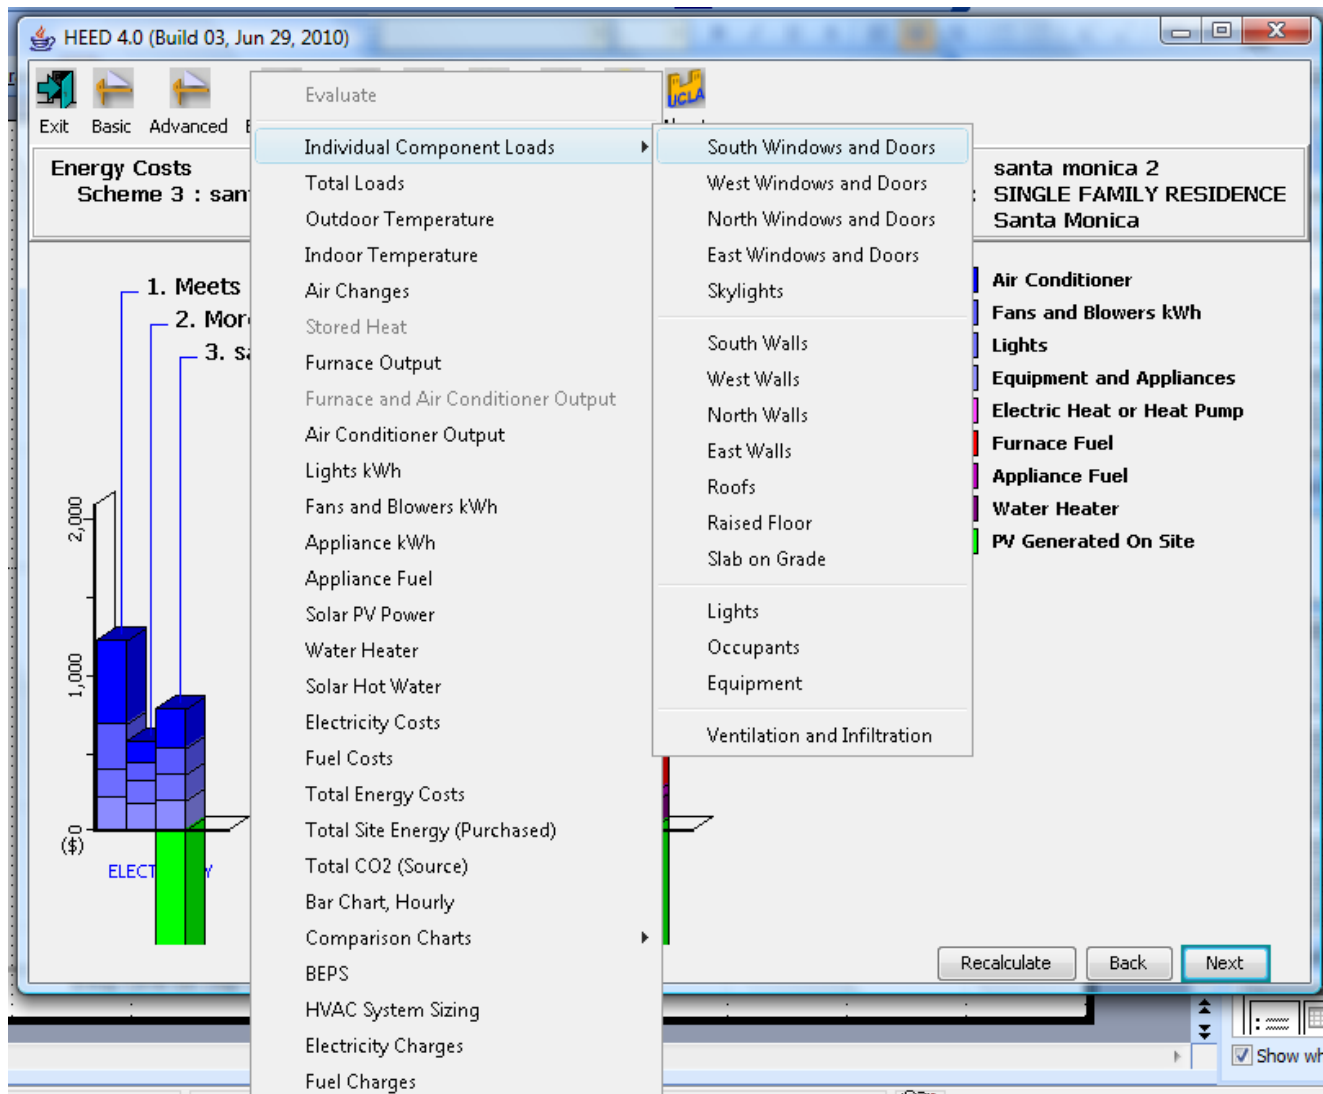 HEED 4.0 (Build 03, Jun 29, 2010)
UCLA
Exit Basic Advanced
Energy Costs
Scheme 3 :
santa monica 2
SINGLE FAMILY RESIDENCE
Santa Monica
1. Meets
2.
3.
2,000
1,000
0
($)
Evaluate
Individual Component Loads
Total Loads
Outdoor Temperature
Indoor Temperature
Air Changes
Stored Heat
Furnace Output
Furnace and Air Conditioner Output
Air Conditioner Output
Lights kWh
Fans and Blowers kWh
Appliance kWh
Appliance Fuel
Solar PV Power
Water Heater
Solar Hot Water
Electricity Costs
Fuel Costs
Total Energy Costs
Total Site Energy (Purchased)
Total CO2 (Source)
Bar Chart, Hourly
Comparison Charts
BEPS
HVAC System Sizing
Electricity Charges
Fuel Charges
South Windows and Doors
West Windows and Doors
North Windows and Doors
East Windows and Doors
Skylights
South Walls
West Walls
North Walls
East Walls
Roofs
Raised Floor
Slab on Grade
Lights
Occupants
Equipment
Ventilation and Infiltration
Air Conditioner
Fans and Blowers kWh
Lights
Equipment and Appliances
Electric Heat or Heat Pump
Furnace Fuel
Appliance Fuel
Water Heater
PV Generated On Site
Recalculate Back Next
Show